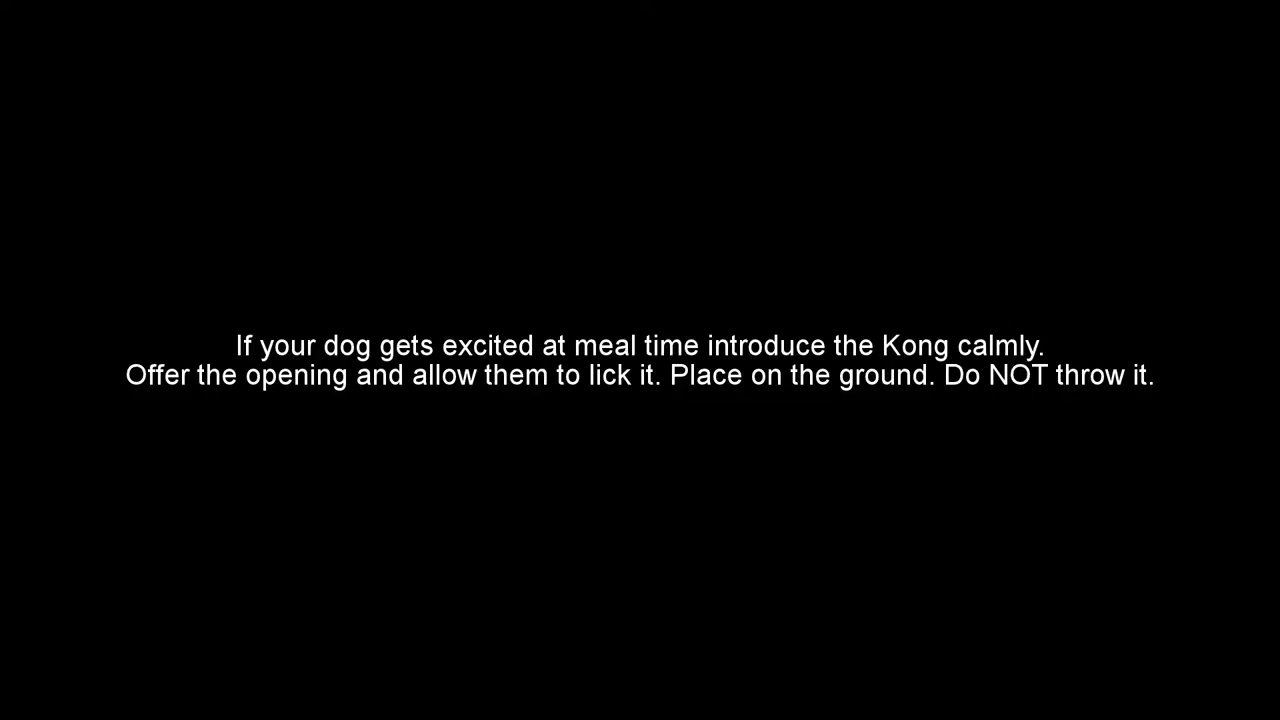 If your dog gets excited at meal time introduce the Kong calmly.
Offer the opening and allow them to lick it. Place on the ground. Do NOT throw it.